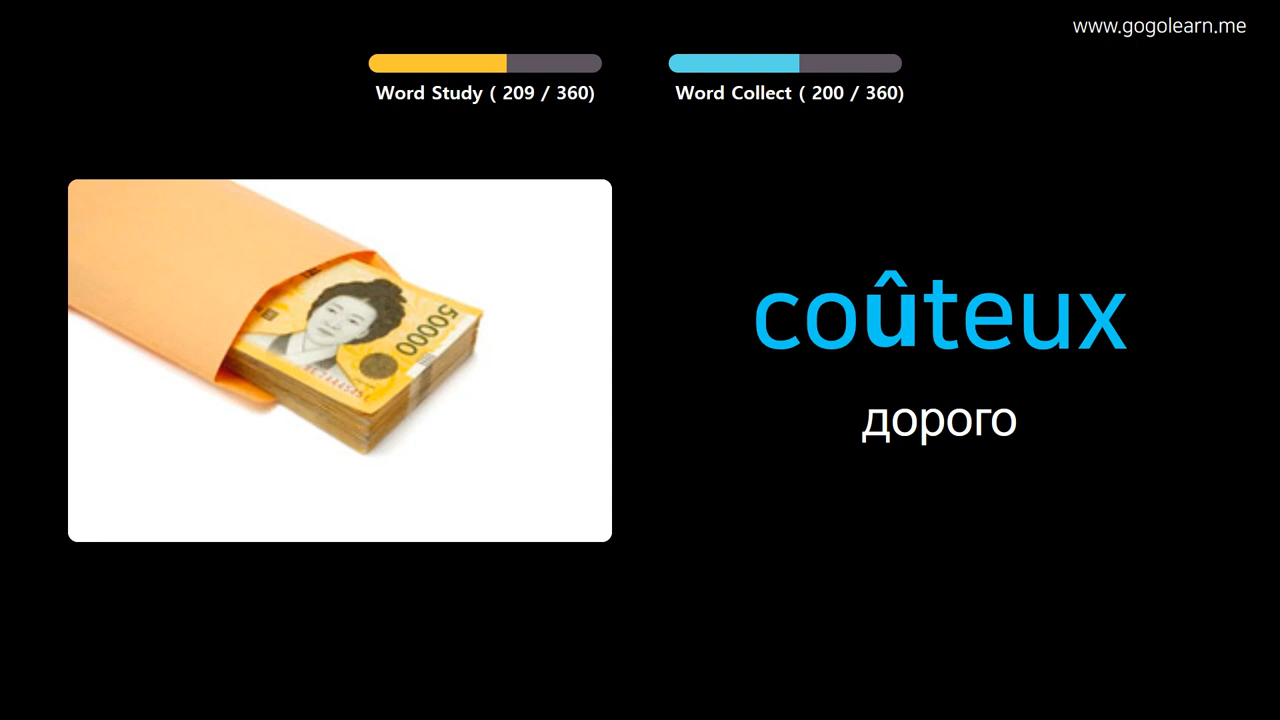 www.gogolearn.me
Word Study ( 209 / 360)
Word Collect ( 200 / 360)
50000
coûteux
дорого